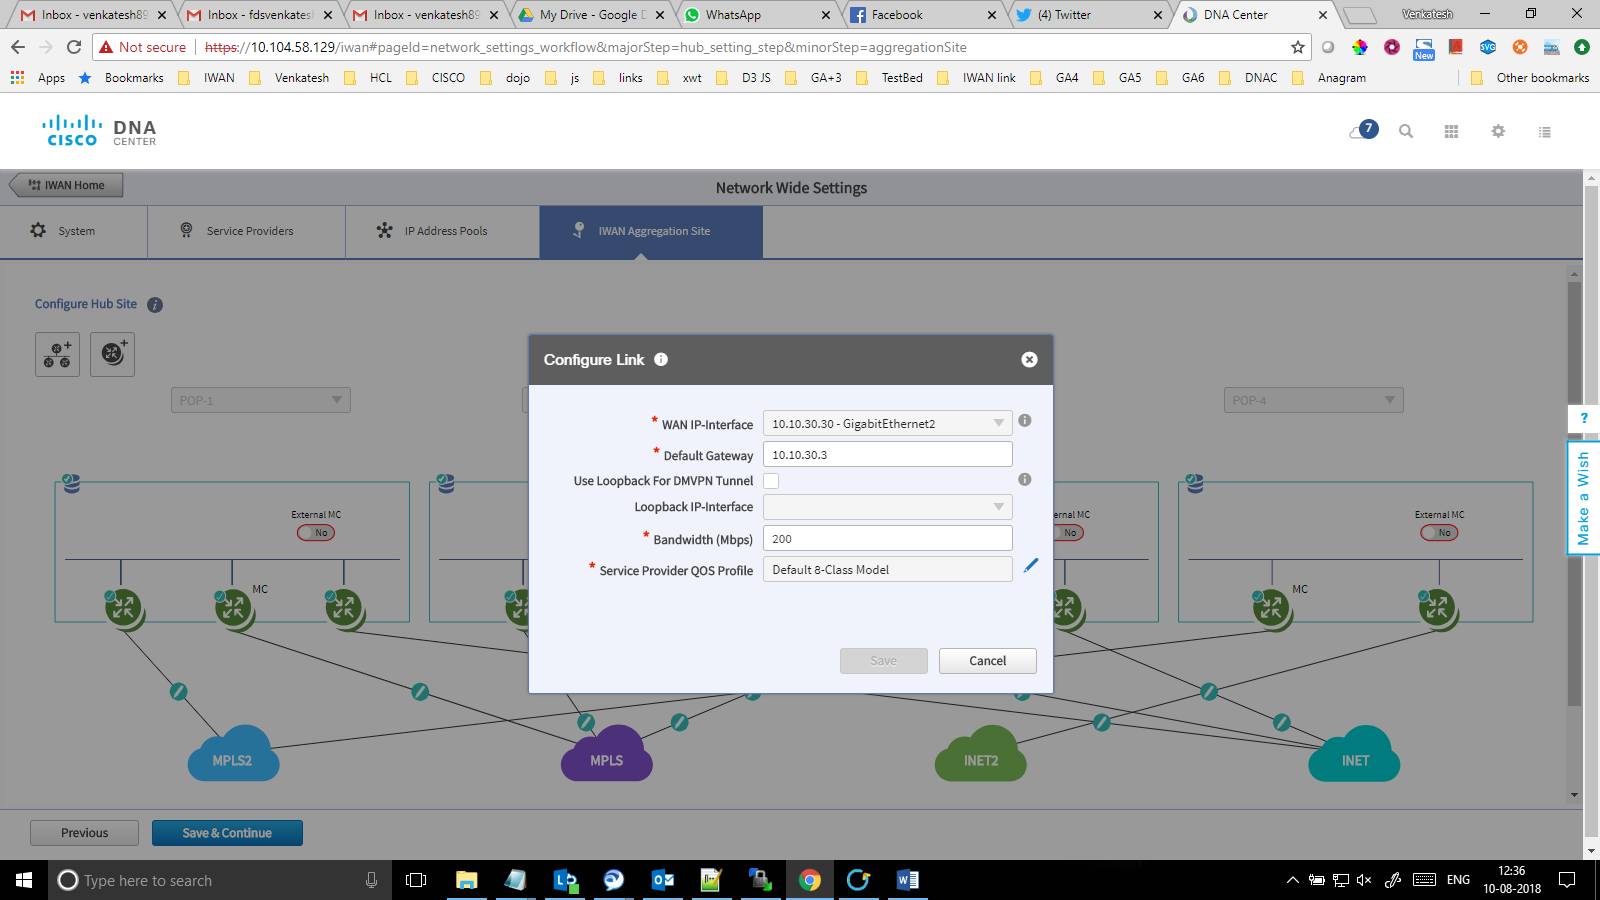 Inbox - venkatesh89
Inbox - fdsvenkatesh
Inbox - venkatesh89
My Drive - Google D
WhatsApp
Facebook
(4) Twitter
DNA Center
Venkatesh
Not secure
https://10.104.58.129/iwan#pageId=network_settings_workflow&majorStep=hub_setting_step&minorStep=aggregationSite
New
SVG
Apps
Bookmarks
IWAN
Venkatesh
HCL
CISCO
dojo
js
links
xwt
D3 JS
GA+3
TestBed
IWAN link
GA4
GA5
GA6
DNAC
Anagram
Other bookmarks
CISCO
DNA
CENTER
7
IWAN Home
Network Wide Settings
System
Service Providers
IP Address Pools
IWAN Aggregation Site
Configure Hub Site
POP-1
POP-4
Configure Link
* WAN IP-Interface
10.10.30.30 - GigabitEthernet2
* Default Gateway
10.10.30.3
Use Loopback For DMVPN Tunnel
Loopback IP-Interface
* Bandwidth (Mbps)
200
* Service Provider QOS Profile
Default 8-Class Model
Save
Cancel
?
Make a Wish
External MC
No
ernal MC
No
External MC
No
MC
MC
MPLS2
MPLS
INET2
INET
Previous
Save & Continue
Type here to search
ENG
12:36
10-08-2018